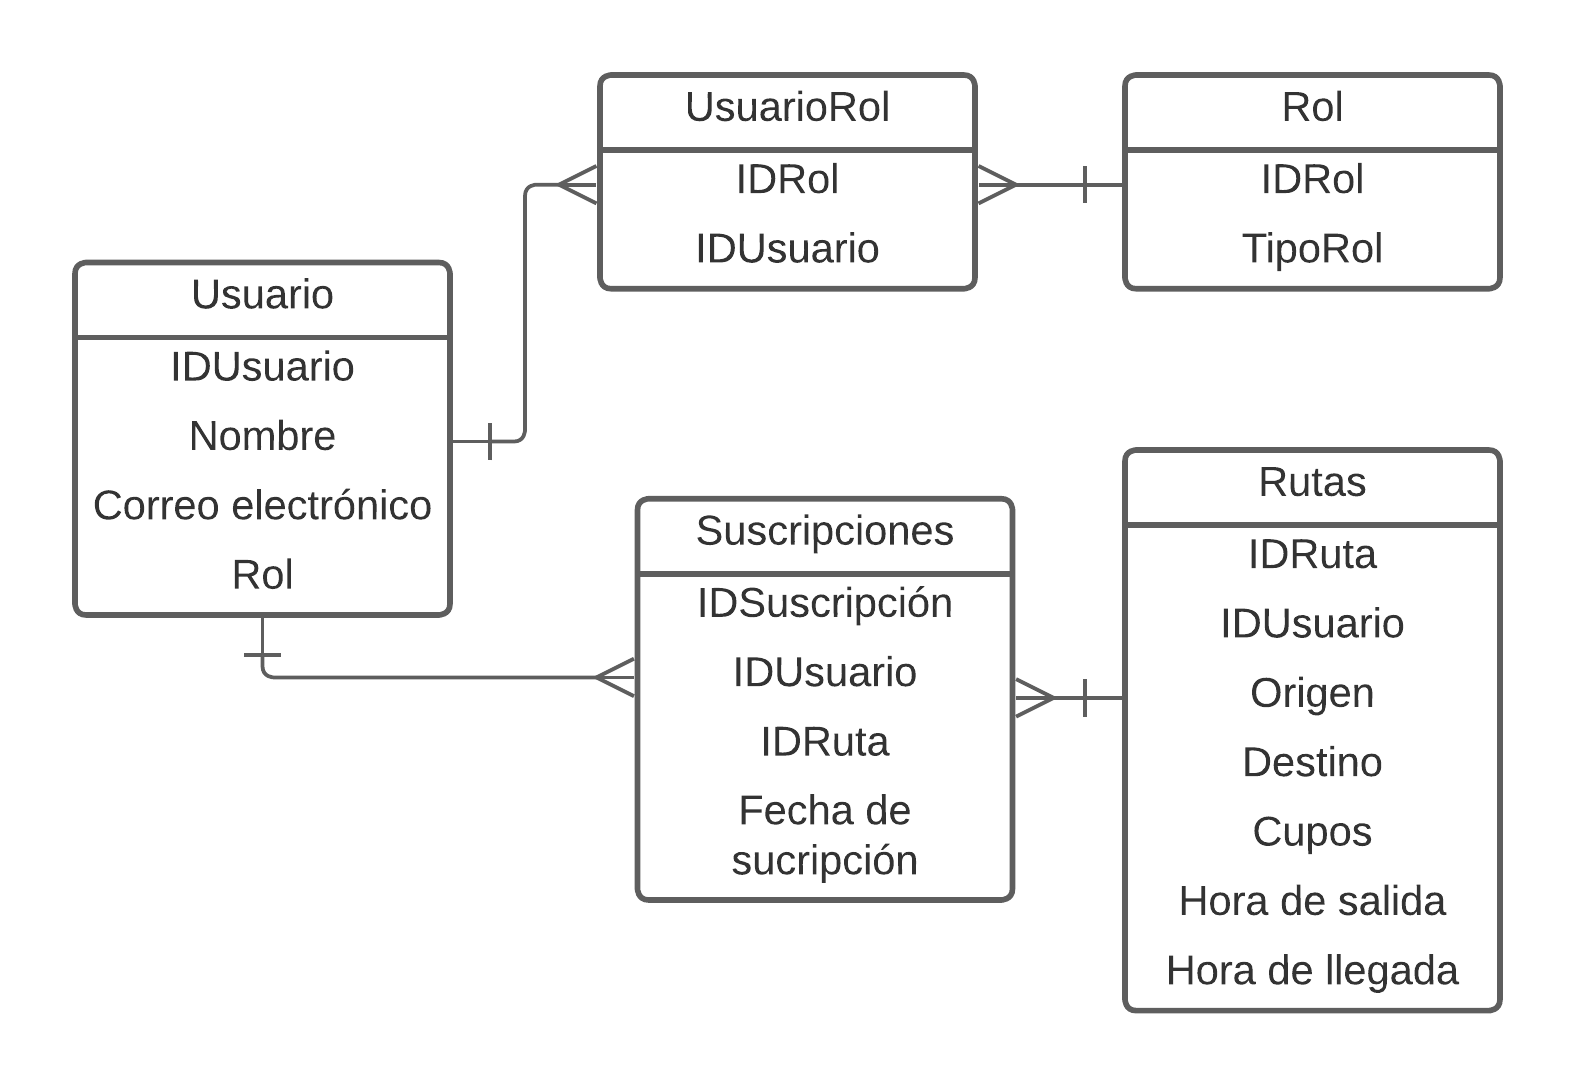 UsuarioRol
IDRol
IDUsuario
Rol
IDRol
TipoRol
Usuario
IDUsuario
Nombre
Correo electrónico
Rol
Suscripciones
IDSuscripción
IDUsuario
IDRuta
Fecha de
sucripción
Rutas
IDRuta
IDUsuario
Origen
Destino
Cupos
Hora de salida
Hora de llegada